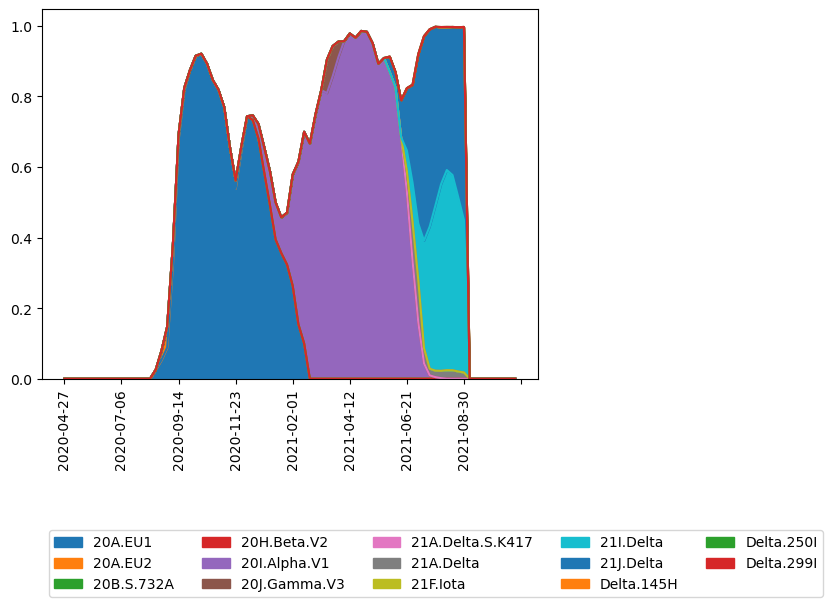 1.0
0.8
0.6
0.4
0.2
0.0
2020-04-27
2020-07-06
2020-09-14
2020-11-23
2021-02-01
2021-04-12
2021-06-21
2021-08-30
20A.EU1
20A.EU2
20B.S.732A
20H.Beta.V2
20I.Alpha.V1
20J.Gamma.V3
21A.Delta.S.K417
21A.Delta
21F.Iota
21I.Delta
21J.Delta
Delta.145H
Delta.250I
Delta.299I